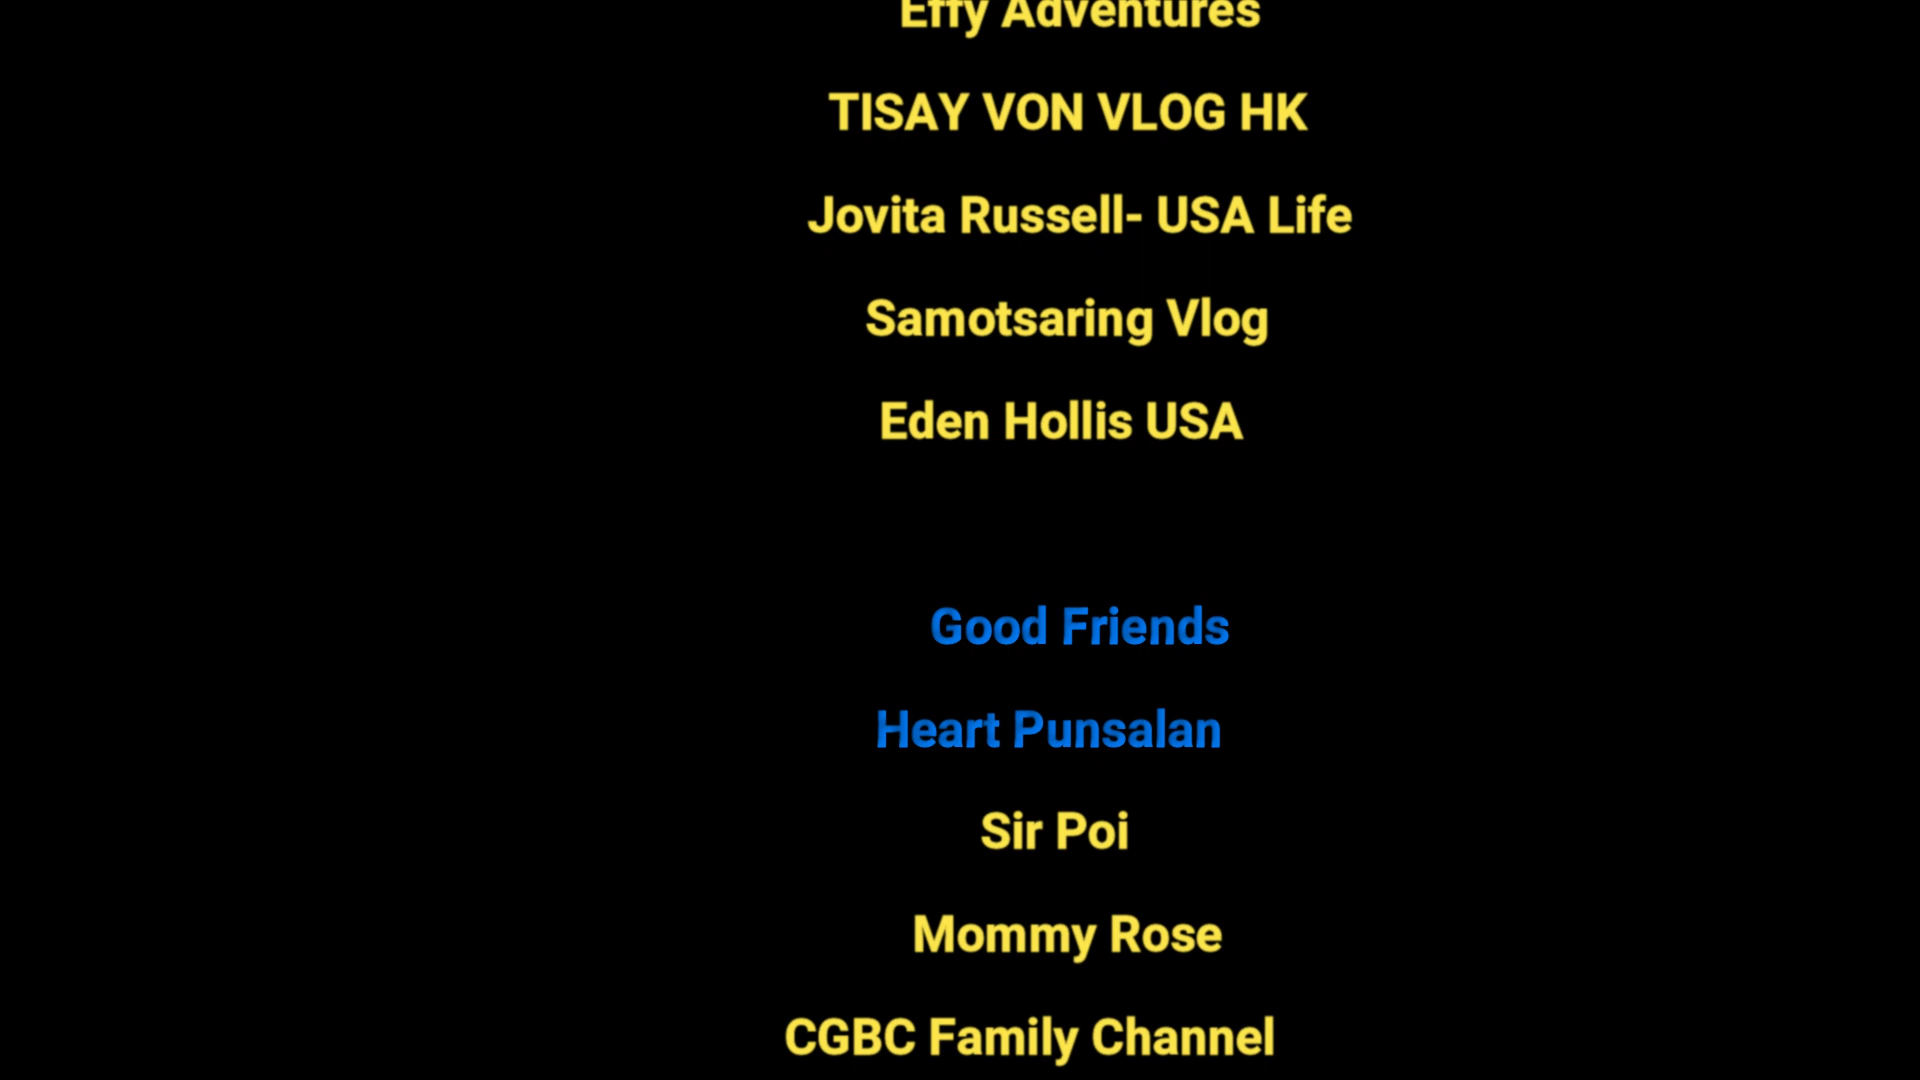 Effy Adventures
TISAY VON VLOG HK
Jovita Russell- USA Life
Samotsaring Vlog
Eden Hollis USA
Good Friends
Heart Punsalan
Sir Poi
Mommy Rose
CGBC Family Channel